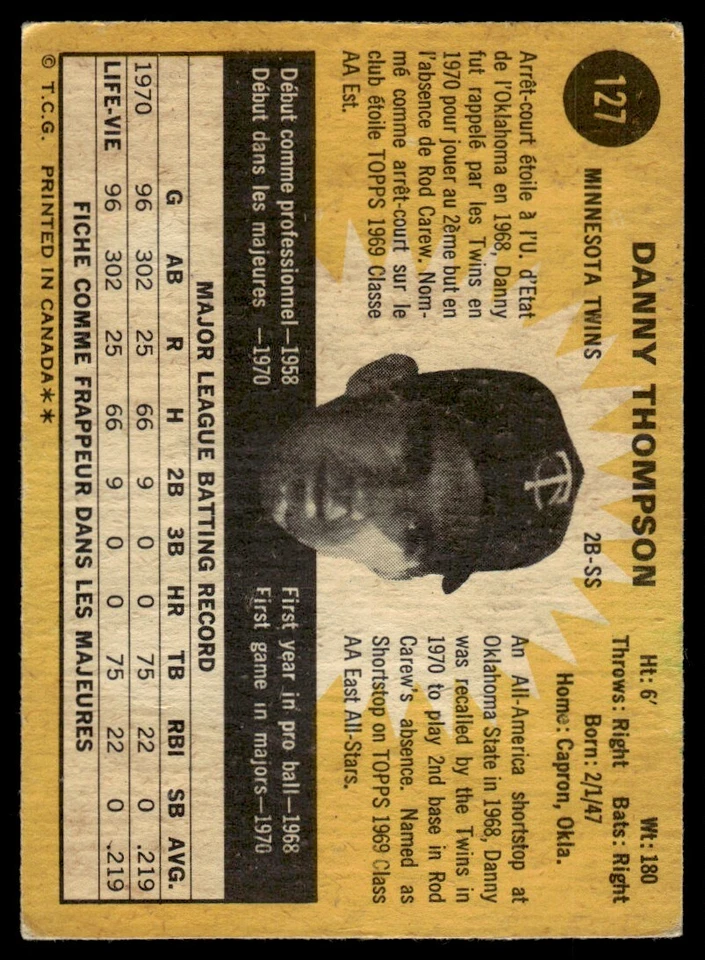 127
DANNY THOMPSON
MINNESOTA TWINS 2B-SS
Ht: 6' Wt: 180
Throws: Right Bats: Right
Born: 2/1/47
Home: Capron, Okla.
Arrêt-court étoile à l'U. d'Etat
de l'Oklahoma en 1968, Danny
fut rappelé par les Twins en
1970 pour jouer au 2ème but en
l'absence de Rod Carew. Nom-
mé comme arrêt-court sur le
club étoile TOPPS 1969 Classe
AA Est.
An All-America shortstop at
Oklahoma State in 1968, Danny
was recalled by the Twins in
1970 to play 2nd base in Rod
Carew's absence. Named as
Shortstop on TOPPS 1969 Class
AA East All-Stars.
Début comme professionnel—1958
Début dans les majeures —1970
First year in pro ball—1968
First game in majors—1970
MAJOR LEAGUE BATTING RECORD
G AB R H 2B 3B HR TB RBI SB AVG.
1970 96 302 25 66 9 0 0 75 22 0 .219
LIFE-VIE 96 302 25 66 9 0 0 75 22 0 .219
FICHE COMME FRAPPEUR DANS LES MAJEURES
© T.C.G. PRINTED IN CANADA**